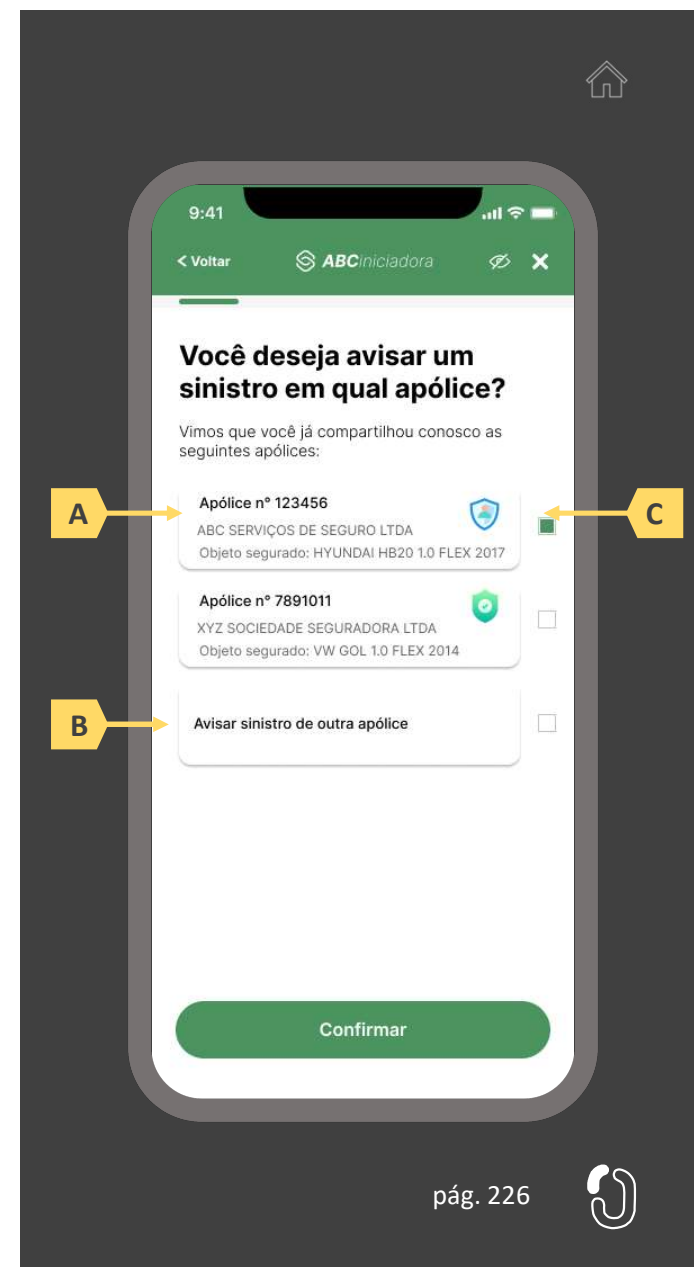 9:41
Voltar
ABCiniciadora
Você deseja avisar um
sinistro em qual apólice?
Vimos que você já compartilhou conosco as
seguintes apólices:
A
Apólice nº 123456
ABC SERVIÇOS DE SEGURO LTDA
Objeto segurado: HYUNDAI HB20 1.0 FLEX 2017
C
Apólice nº 7891011
XYZ SOCIEDADE SEGURADORA LTDA
Objeto segurado: VW GOL 1.0 FLEX 2014
B
Avisar sinistro de outra apólice
Confirmar
pág. 226